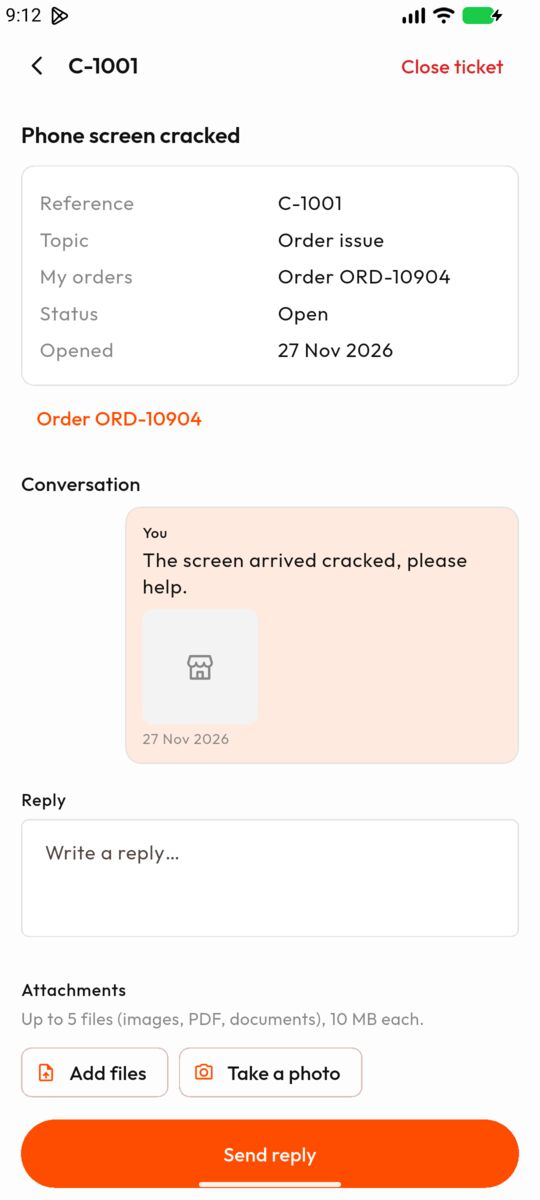 9:12
C-1001
Close ticket
Phone screen cracked
Reference C-1001
Topic Order issue
My orders Order ORD-10904
Status Open
Opened 27 Nov 2026
Order ORD-10904
Conversation
You
The screen arrived cracked, please
help.
27 Nov 2026
Reply
Write a reply...
Attachments
Up to 5 files (images, PDF, documents), 10 MB each.
Add files
Take a photo
Send reply